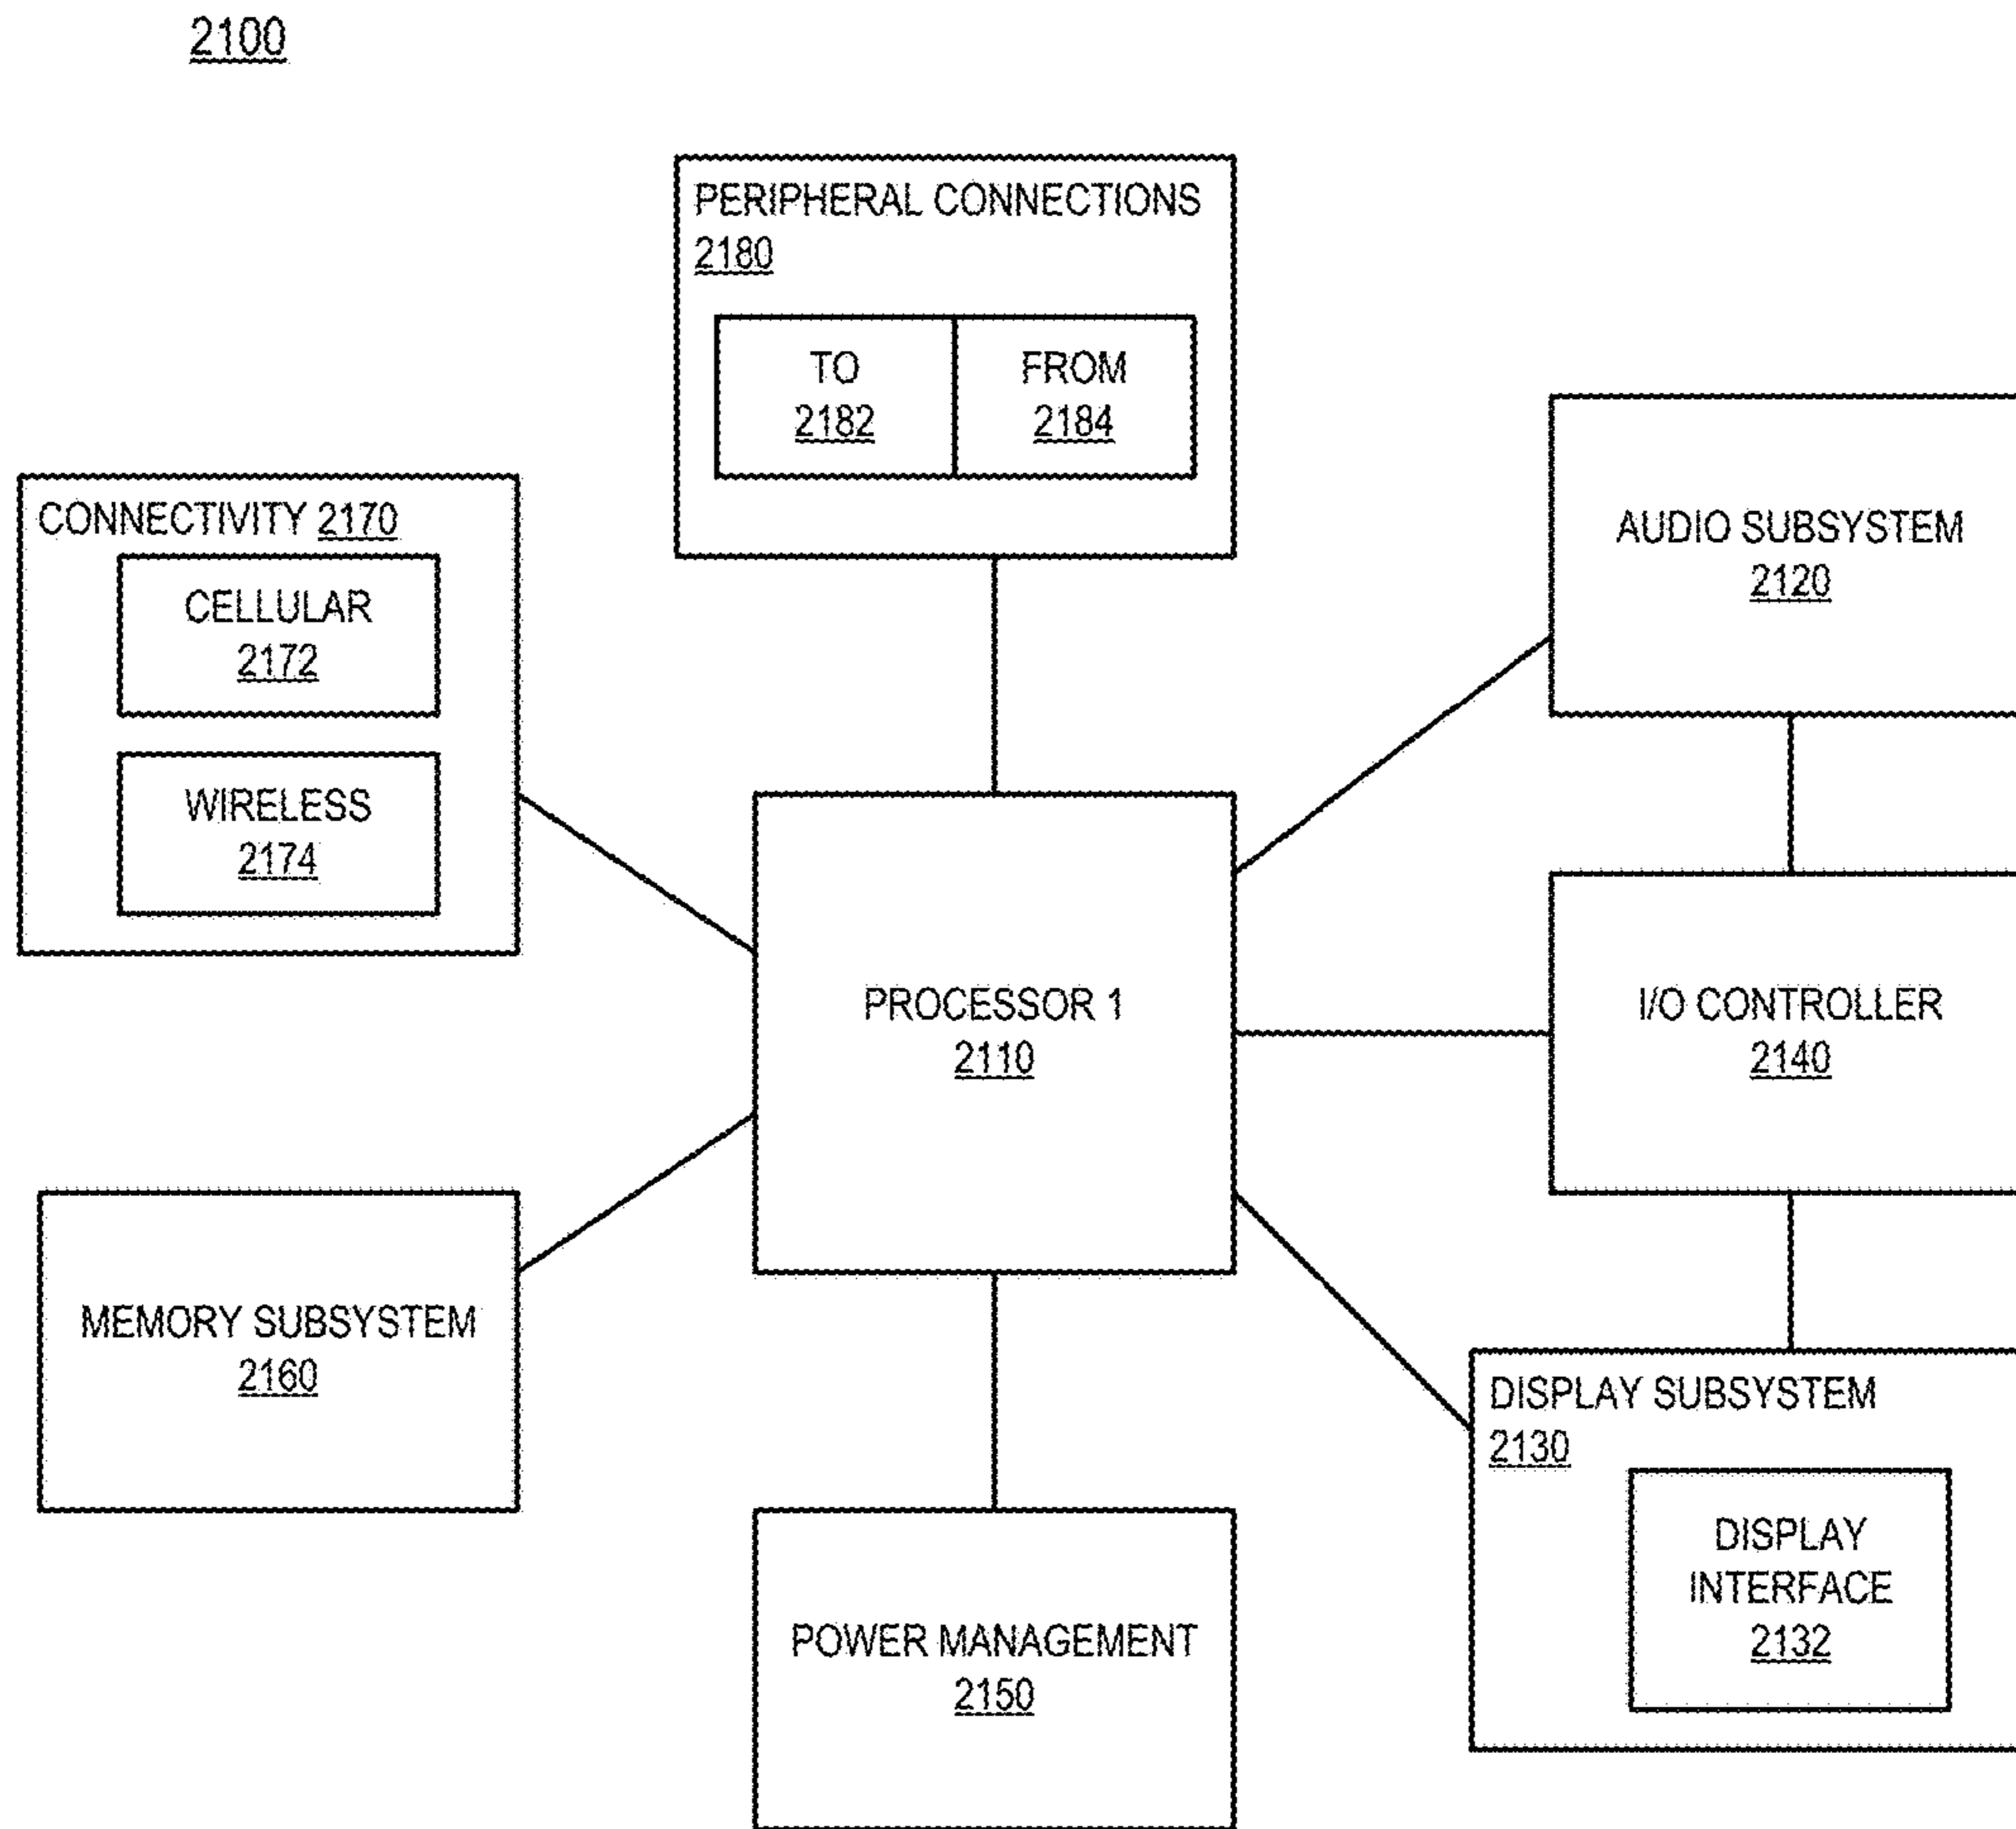 2100
PERIPHERAL CONNECTIONS
2180
TO
2182
FROM
2184
AUDIO SUBSYSTEM
2120
CONNECTIVITY 2170
CELLULAR
2172
WIRELESS
2174
PROCESSOR 1
2110
I/O CONTROLLER
2140
MEMORY SUBSYSTEM
2160
DISPLAY SUBSYSTEM
2130
DISPLAY
INTERFACE
2132
POWER MANAGEMENT
2150